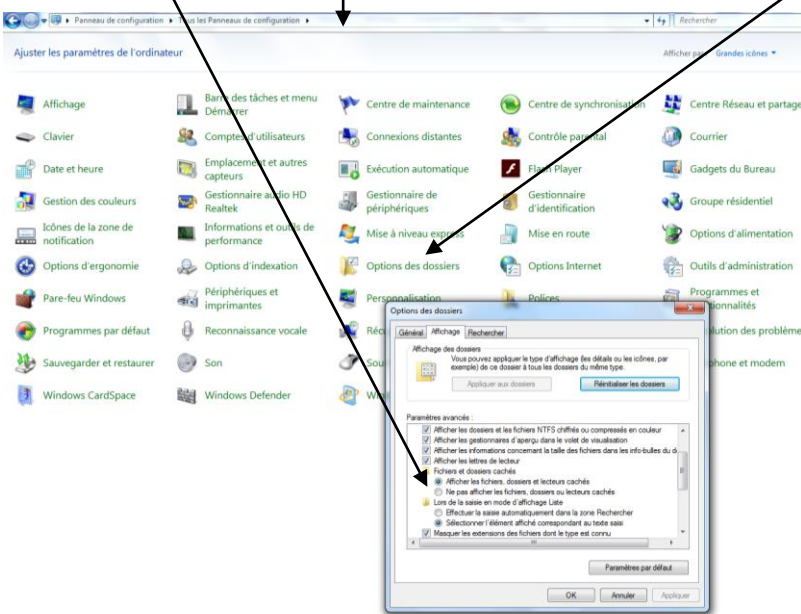 Panneau de configuration ▸ Tous les Panneaux de configuration ▸
Rechercher
Ajuster les paramètres de l'ordinateur
Afficher par : Grandes icônes
Affichage
Barre des tâches et menu Démarrer
Centre de maintenance
Centre de synchronisation
Centre Réseau et partage
Clavier
Comptes d'utilisateurs
Connexions distantes
Contrôle parental
Courrier
Date et heure
Emplacement et autres capteurs
Exécution automatique
Flash Player
Gadgets du Bureau
Gestion des couleurs
Gestionnaire audio HD Realtek
Gestionnaire de périphériques
Gestionnaire d'identification
Groupe résidentiel
Icônes de la zone de notification
Informations et outils de performance
Mise à niveau express
Mise en route
Options d'alimentation
Options d'ergonomie
Options d'indexation
Options des dossiers
Options Internet
Outils d'administration
Pare-feu Windows
Périphériques et imprimantes
Personnalisation
Polices
Programmes et
Programmes par défaut
Reconnaissance vocale
Sauvegarder et restaurer
Son
Windows CardSpace
Windows Defender
Options des dossiers
Général
Affichage
Rechercher
Affichage des dossiers
Vous pouvez appliquer le type d'affichage (les détails ou les icônes, par
exemple) de ce dossier à tous les dossiers du même type.
Appliquer aux dossiers
Réinitialiser les dossiers
Paramètres avancés :
Afficher les dossiers et les fichiers NTFS chiffrés ou compressés en couleur
Afficher les gestionnaires d'aperçu dans le volet de visualisation
Afficher les informations concernant la taille des fichiers dans les info-bulles du d
Afficher les lettres de lecteur
Fichiers et dossiers cachés
Afficher les fichiers, dossiers et lecteurs cachés
Ne pas afficher les fichiers, dossiers ou lecteurs cachés
Lors de la saisie en mode d'affichage Liste
Effectuer la saisie automatiquement dans la zone Rechercher
Sélectionner l'élément affiché correspondant au texte saisi
Masquer les extensions des fichiers dont le type est connu
Paramètres par défaut
OK
Annuler
Appliquer